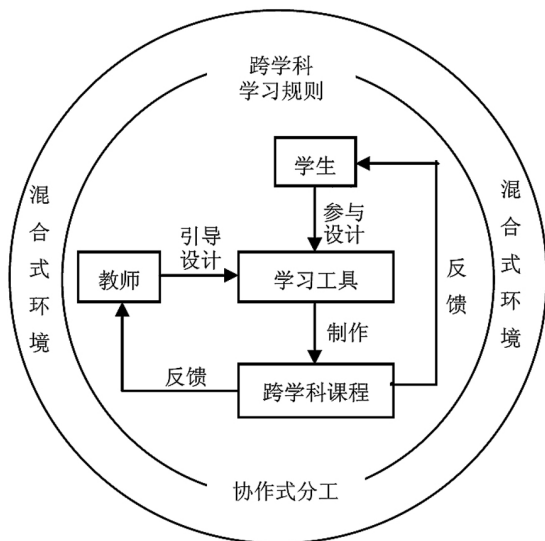 跨学科
学习规则
学生
混合式环境
混合式环境
参与
设计
引导
设计
教师
学习工具
反馈
制作
反馈
跨学科课程
协作式分工